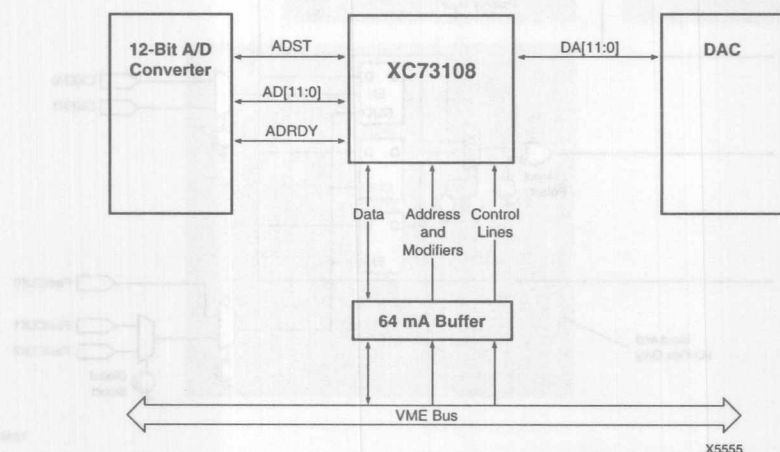 12-Bit A/D
Converter
ADST
AD[11:0]
ADRDY
XC73108
DA[11:0]
DAC
Data
Address
and
Modifiers
Control
Lines
64 mA Buffer
VME Bus
X5555